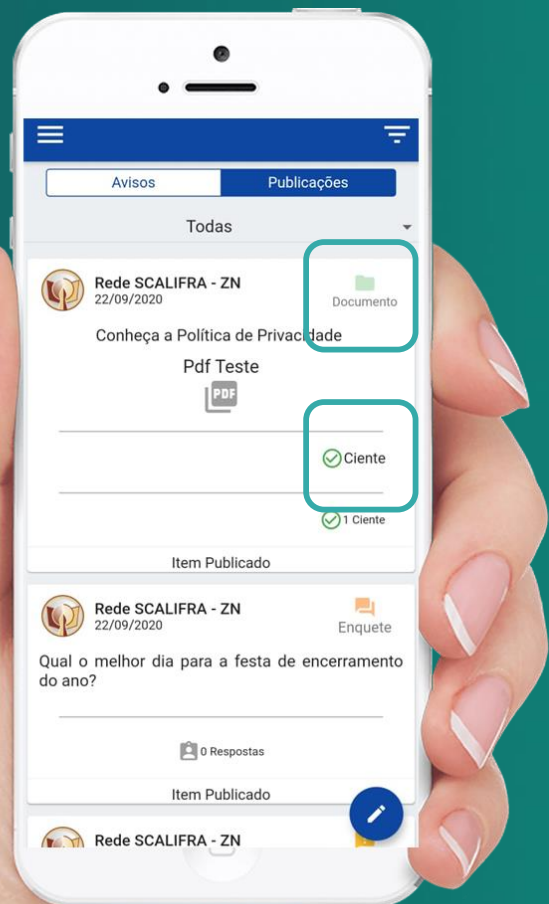 Avisos
Publicações
Todas
Rede SCALIFRA - ZN
22/09/2020
Documento
Conheça a Política de Privacidade
Pdf Teste
PDF
Ciente
1 Ciente
Item Publicado
Rede SCALIFRA - ZN
22/09/2020
Enquete
Qual o melhor dia para a festa de encerramento
do ano?
0 Respostas
Item Publicado
Rede SCALIFRA - ZN